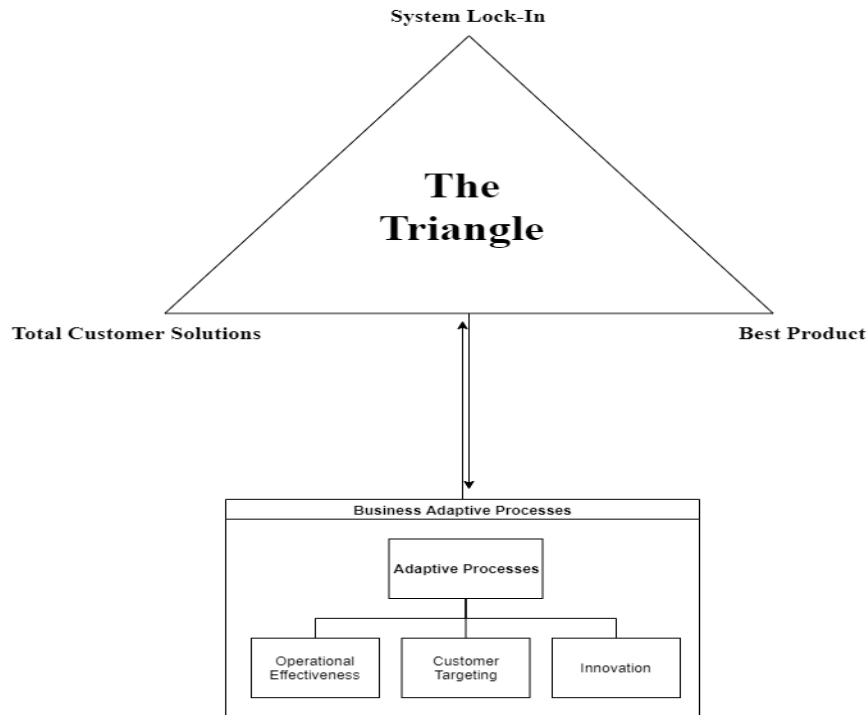 System Lock-In
The
Triangle
Total Customer Solutions
Best Product
Business Adaptive Processes
Adaptive Processes
Operational
Effectiveness
Customer
Targeting
Innovation